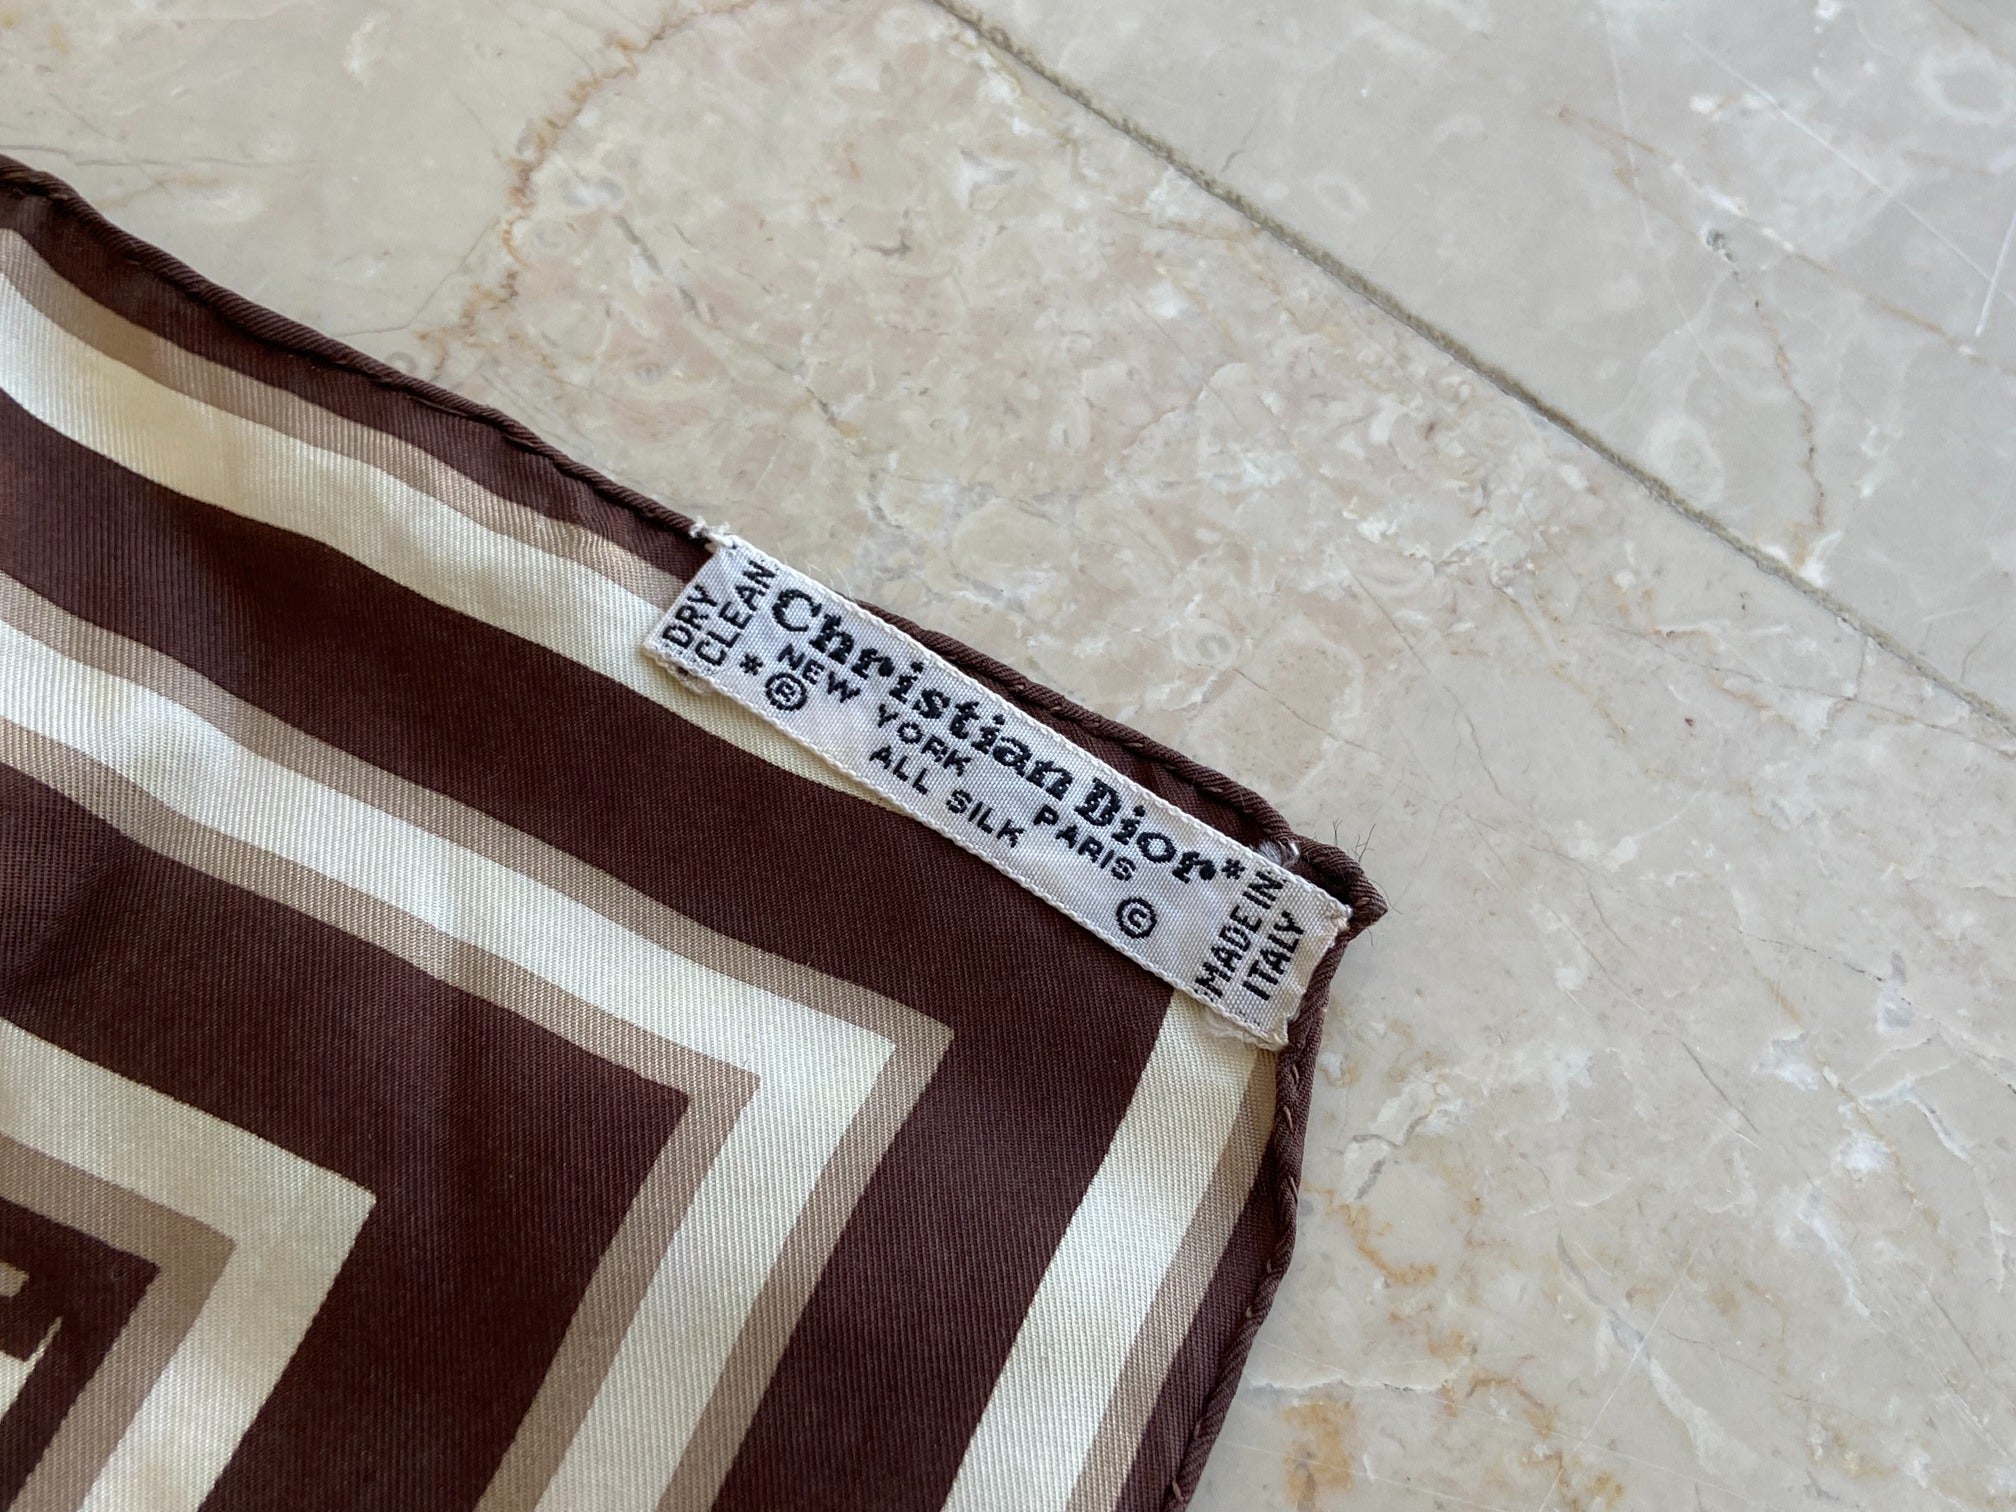 DRY
CLEAN
Christian Dior
* NEW YORK PARIS *
® ALL SILK ©
MADE IN
ITALY